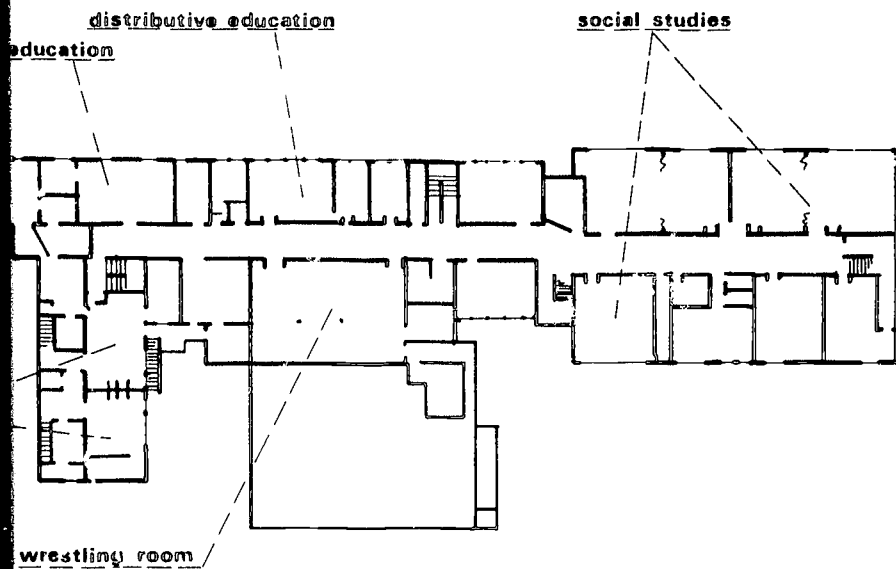 distributive education
social studies
education
wrestling room